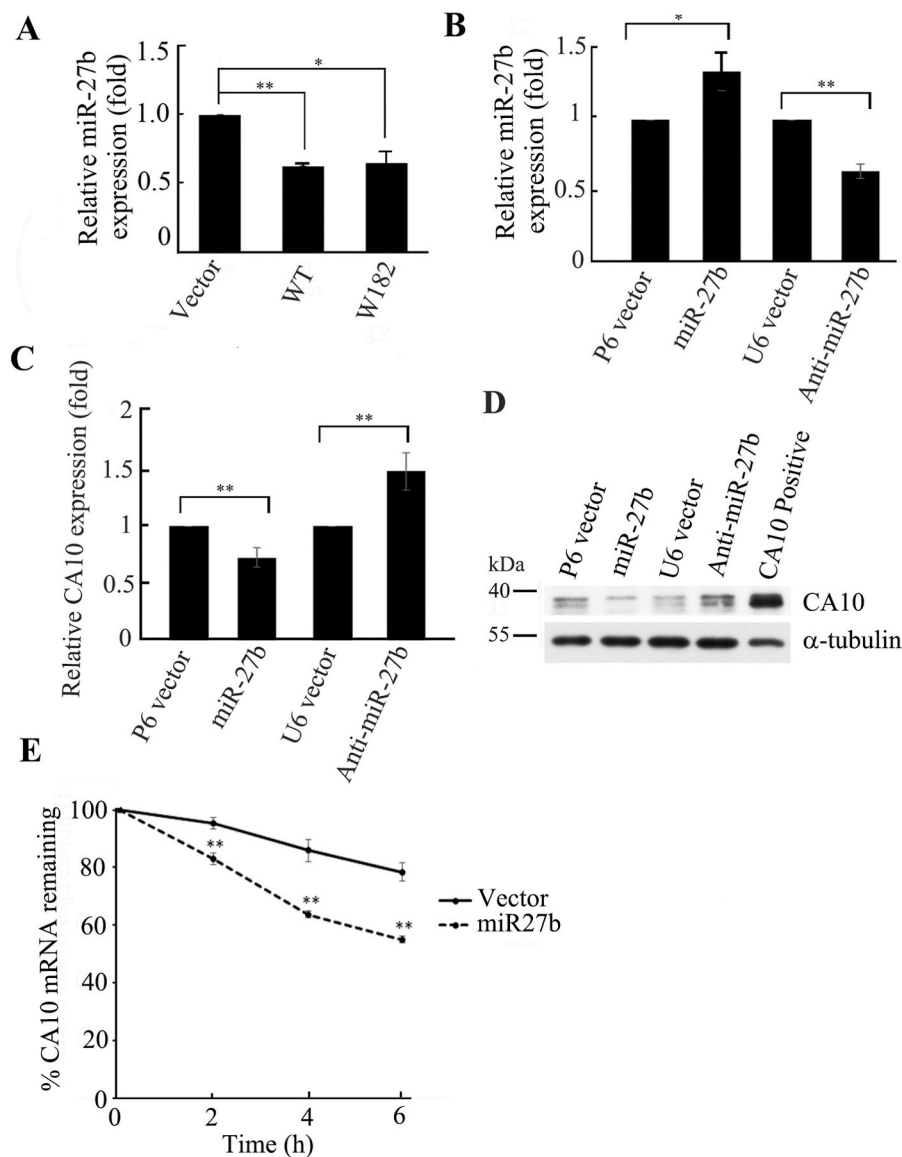 A
Relative miR-27b
expression (fold)
1.5
1.0
0.5
0
*
**
Vector
WT
W182
B
Relative miR-27b
expression (fold)
1.5
1
0.5
0
*
**
P6 vector
miR-27b
U6 vector
Anti-miR-27b
C
Relative CA10 expression (fold)
2
1.5
1
0.5
0
**
**
P6 vector
miR-27b
U6 vector
Anti-miR-27b
D
P6 vector
miR-27b
U6 vector
Anti-miR-27b
CA10 Positive
kDa
40
CA10
55
α-tubulin
E
% CA10 mRNA remaining
100
80
60
40
20
0
**
**
**
Vector
miR27b
0 2 4 6
Time (h)